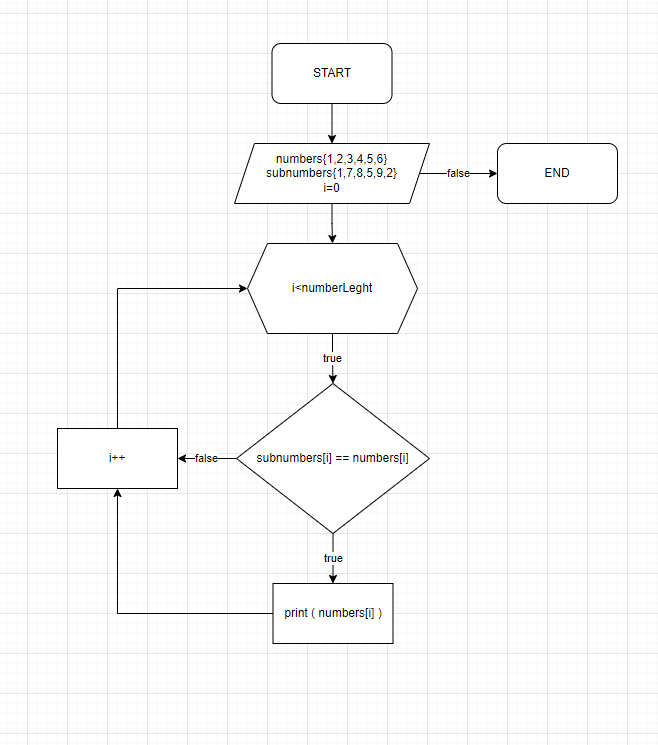 START
numbers{1,2,3,4,5,6}
subnumbers{1,7,8,5,9,2}
i=0
false
END
i<numberLeght
true
subnumbers[i] == numbers[i]
false
i++
true
print ( numbers[i] )